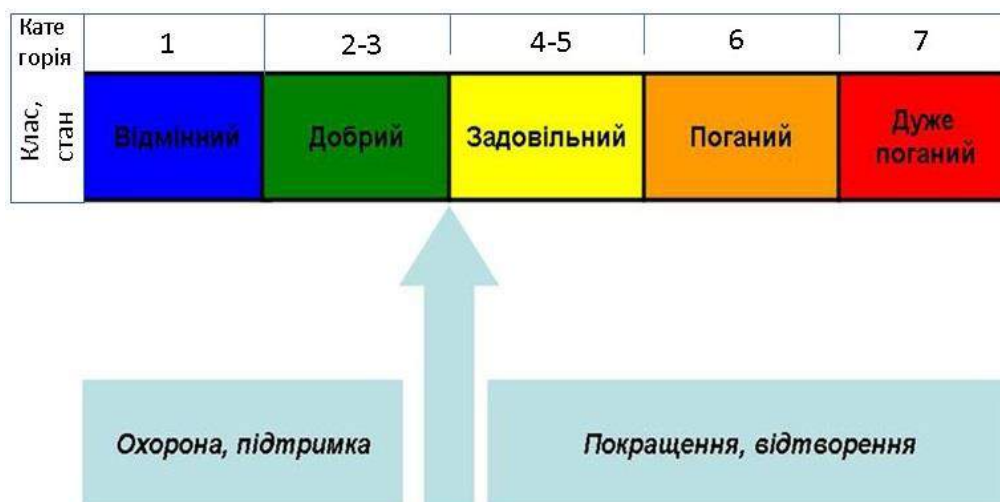 Кате
горія
1
2-3
4-5
6
7
Клас,
стан
Відмінний
Добрий
Задовільний
Поганий
Дуже
поганий
Охорона, підтримка
Покращення, відтворення